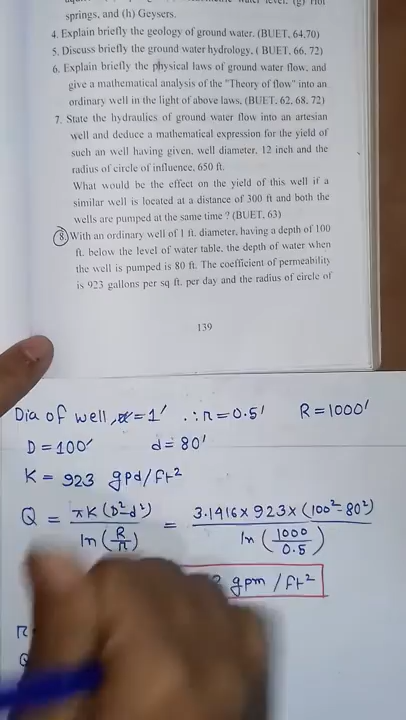 springs, and (h) Geysers.
4. Explain briefly the geology of ground water. (BUET, 64,70)
5. Discuss briefly the ground water hydrology, ( BUET, 66, 72)
6. Explain briefly the physical laws of ground water flow, and
give a mathematical analysis of the "Theory of flow" into an
ordinary well in the light of above laws, (BUET, 62, 68, 72)
7. State the hydraulics of ground water flow into an artesian
well and deduce a mathematical expression for the yield of
such an well having given, well diameter, 12 inch and the
radius of circle of influence, 650 ft.
What would be the effect on the yield of this well if a
similar well is located at a distance of 300 ft and both the
wells are pumped at the same time ? (BUET, 63)
8. With an ordinary well of 1 ft. diameter, having a depth of 100
ft. below the level of water table, the depth of water when
the well is pumped is 80 ft. The coefficient of permeability
is 923 gallons per sq ft. per day and the radius of circle of
139
Dia of well, = 1' ∴ r = 0.5' R = 1000'
D = 100' d = 80'
K = 923 gpd/ft²
Q = πK (D²-d²) / ln(R/r) = 3.1416 × 923 × (100² - 80²) / ln(1000/0.5)
gpm / ft²